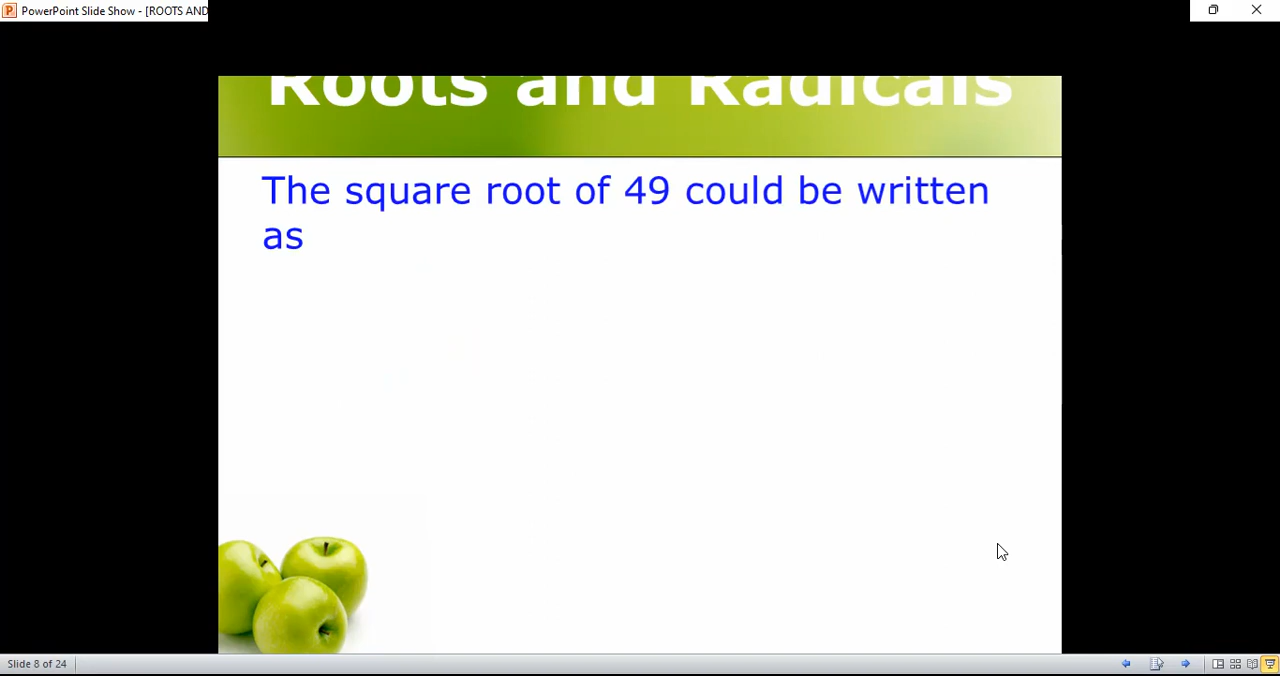 PowerPoint Slide Show - [ROOTS AND
Roots and Radicals
The square root of 49 could be written
as
Slide 8 of 24